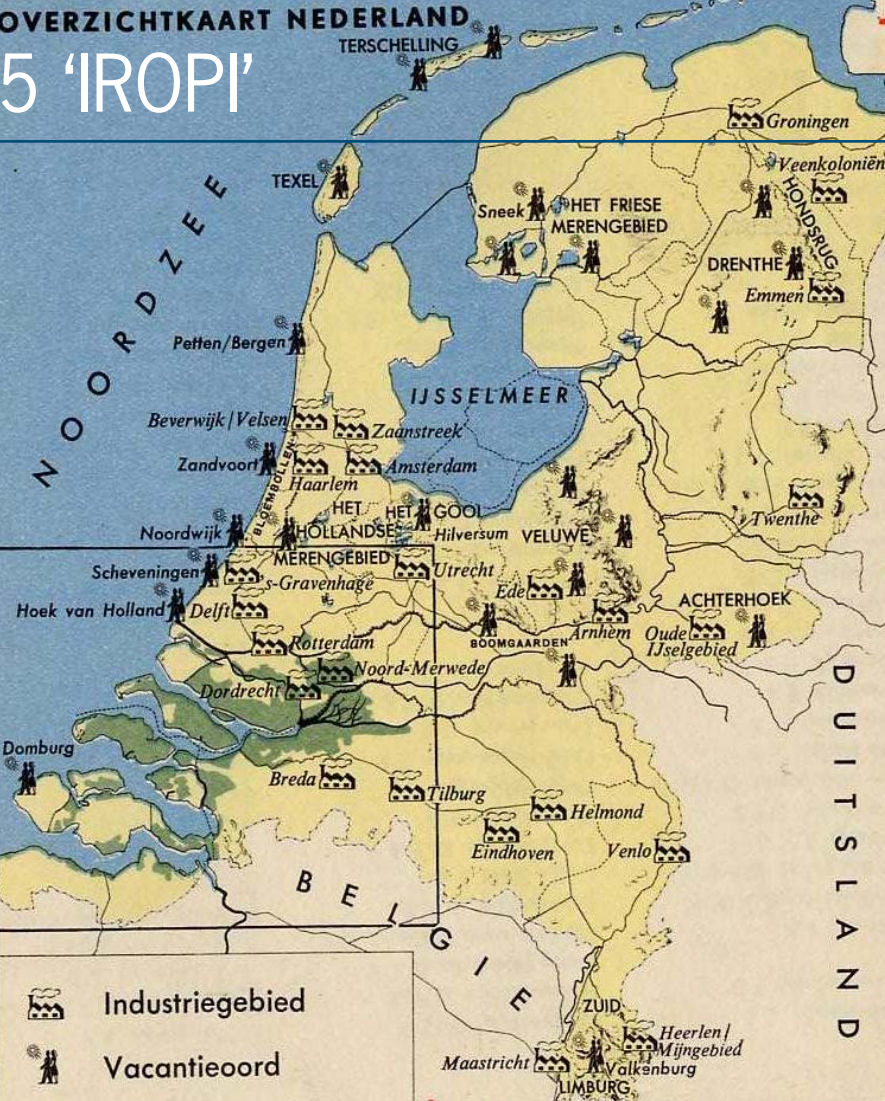 OVERZICHTKAART NEDERLAND
TERSCHELLING
5 ‘IROPI’
Groningen
Veenkoloniën
TEXEL
HONDSRUG
Sneek
HET FRIESE
MERENGEBIED
NOORDZEE
DRENTHE
Emmen
Petten/Bergen
IJSSELMEER
Beverwijk/Velsen
Zaanstreek
BLOEMBOLLEN
Zandvoort
Amsterdam
Haarlem
Twenthe
HET
HOLLANDSE
MERENGEBIED
HET GOOI
Hilversum
VELUWE
Noordwijk
Scheveningen
's-Gravenhage
Utrecht
Ede
Hoek van Holland
Delft
ACHTERHOEK
Arnhem
Oude
IJselgebied
BOOMGAARDEN
Rotterdam
Noord-Merwede
Dordrecht
DUITSLAND
Domburg
Breda
Tilburg
Helmond
Eindhoven
Venlo
BELGIE
Industriegebied
Vacantieoord
ZUID
LIMBURG
Heerlen/
Mijngebied
Maastricht
Valkenburg